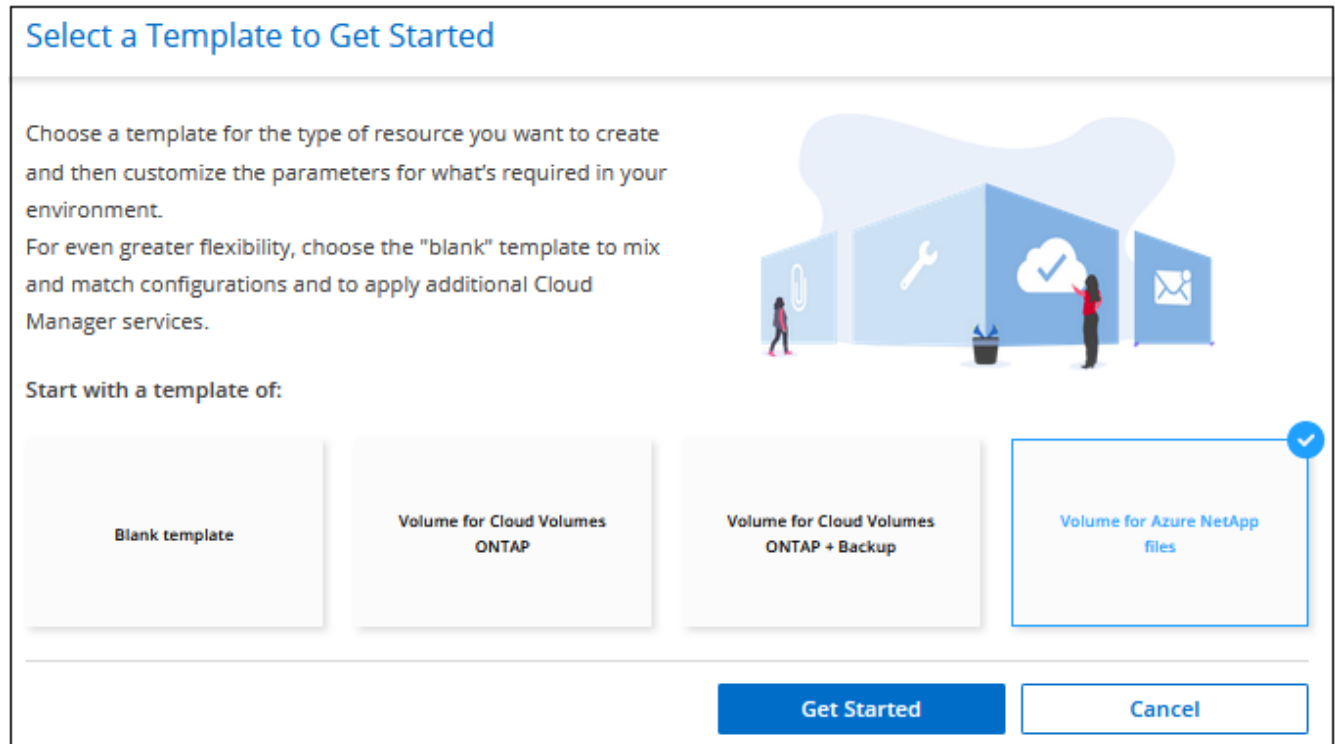 Select a Template to Get Started
Choose a template for the type of resource you want to create
and then customize the parameters for what's required in your
environment.
For even greater flexibility, choose the "blank" template to mix
and match configurations and to apply additional Cloud
Manager services.
Start with a template of:
Blank template
Volume for Cloud Volumes
ONTAP
Volume for Cloud Volumes
ONTAP + Backup
Volume for Azure NetApp
files
Get Started
Cancel